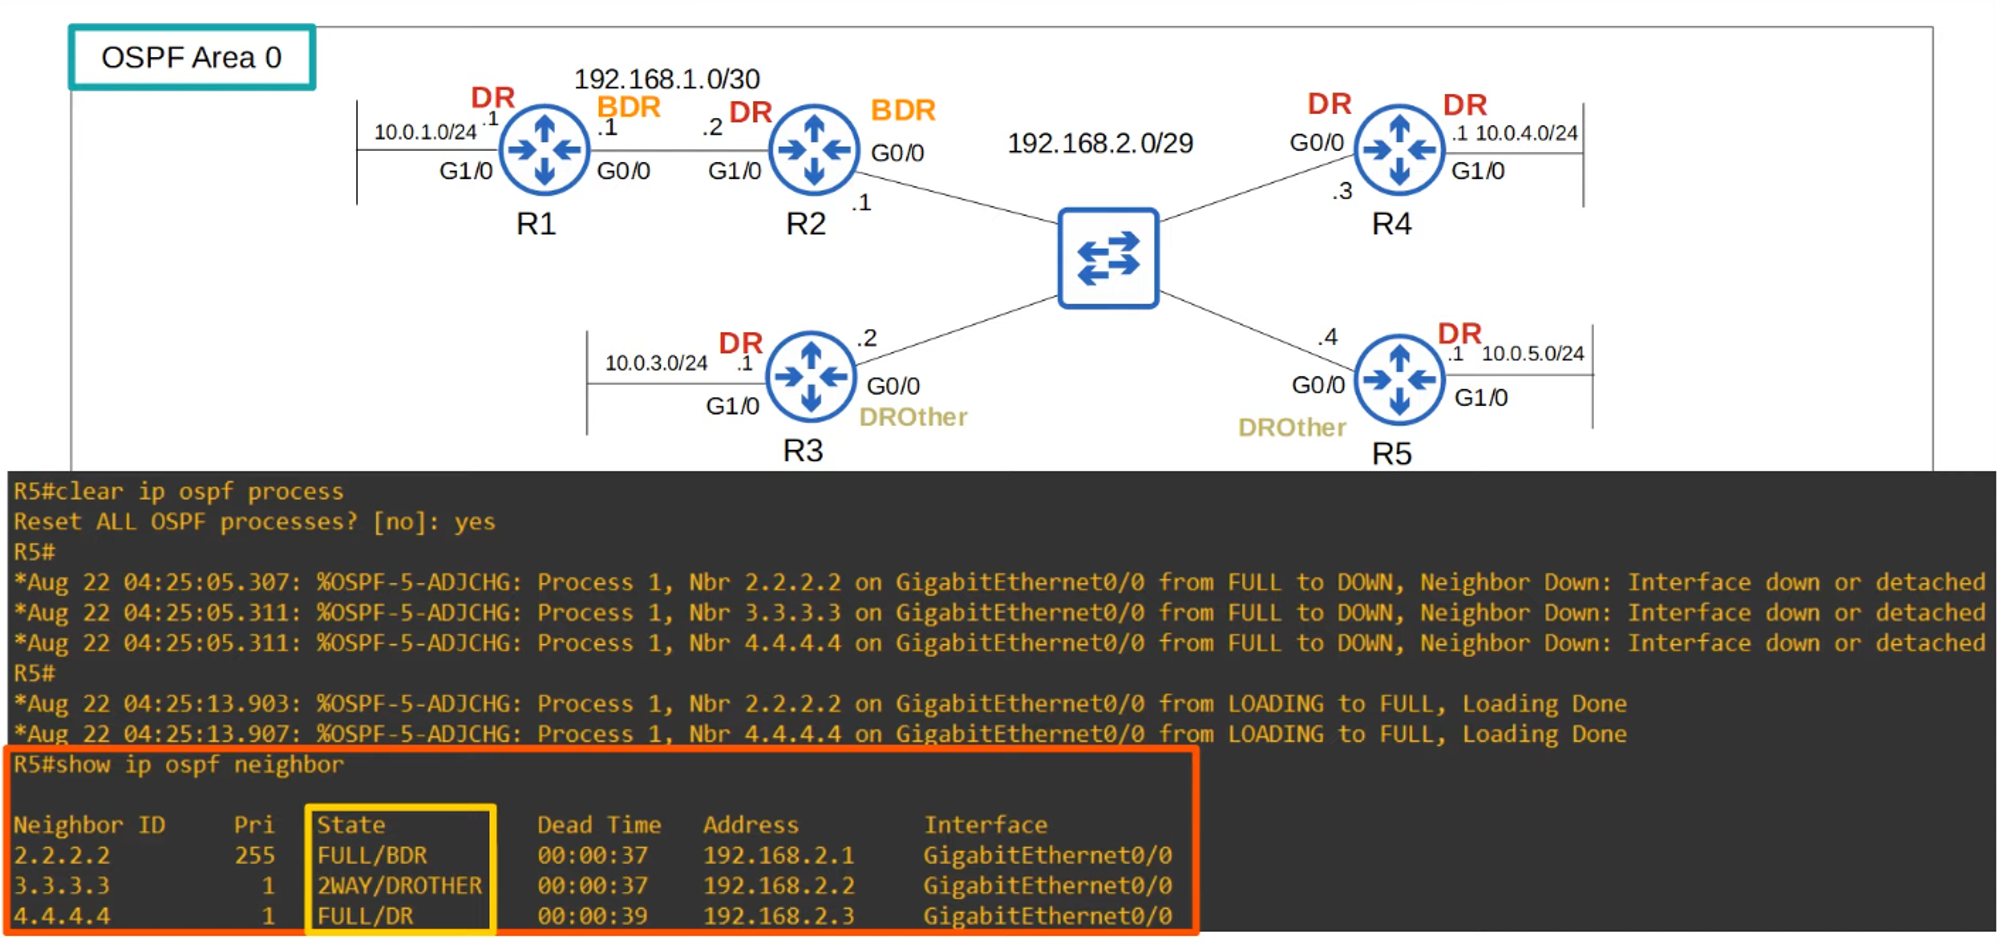 OSPF Area 0
192.168.1.0/30
DR
BDR
DR
BDR
DR
DR
10.0.1.0/24
.1
.1
.2
192.168.2.0/29
G0/0
.1
10.0.4.0/24
G1/0
G0/0
G1/0
G0/0
G1/0
.1
.3
R1
R2
R4
DR
.2
.4
DR
10.0.3.0/24
.1
.1
10.0.5.0/24
G1/0
G0/0
G0/0
G1/0
DROther
DROther
R3
R5
R5#clear ip ospf process
Reset ALL OSPF processes? [no]: yes
R5#
*Aug 22 04:25:05.307: %OSPF-5-ADJCHG: Process 1, Nbr 2.2.2.2 on GigabitEthernet0/0 from FULL to DOWN, Neighbor Down: Interface down or detached
*Aug 22 04:25:05.311: %OSPF-5-ADJCHG: Process 1, Nbr 3.3.3.3 on GigabitEthernet0/0 from FULL to DOWN, Neighbor Down: Interface down or detached
*Aug 22 04:25:05.311: %OSPF-5-ADJCHG: Process 1, Nbr 4.4.4.4 on GigabitEthernet0/0 from FULL to DOWN, Neighbor Down: Interface down or detached
R5#
*Aug 22 04:25:13.903: %OSPF-5-ADJCHG: Process 1, Nbr 2.2.2.2 on GigabitEthernet0/0 from LOADING to FULL, Loading Done
*Aug 22 04:25:13.907: %OSPF-5-ADJCHG: Process 1, Nbr 4.4.4.4 on GigabitEthernet0/0 from LOADING to FULL, Loading Done
R5#show ip ospf neighbor
Neighbor ID Pri State Dead Time Address Interface
2.2.2.2 255 FULL/BDR 00:00:37 192.168.2.1 GigabitEthernet0/0
3.3.3.3 1 2WAY/DROTHER 00:00:37 192.168.2.2 GigabitEthernet0/0
4.4.4.4 1 FULL/DR 00:00:39 192.168.2.3 GigabitEthernet0/0